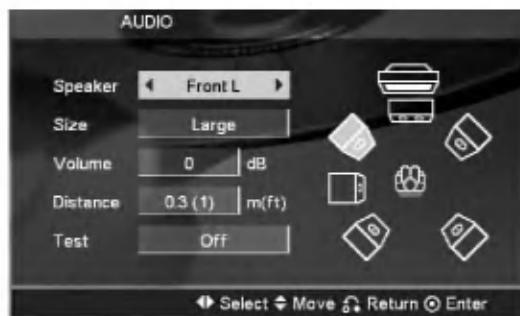 AUDIO
Speaker Front L
Size Large
Volume 0 dB
Distance 0.3 (1) m(ft)
Test Off
Select Move Return Enter